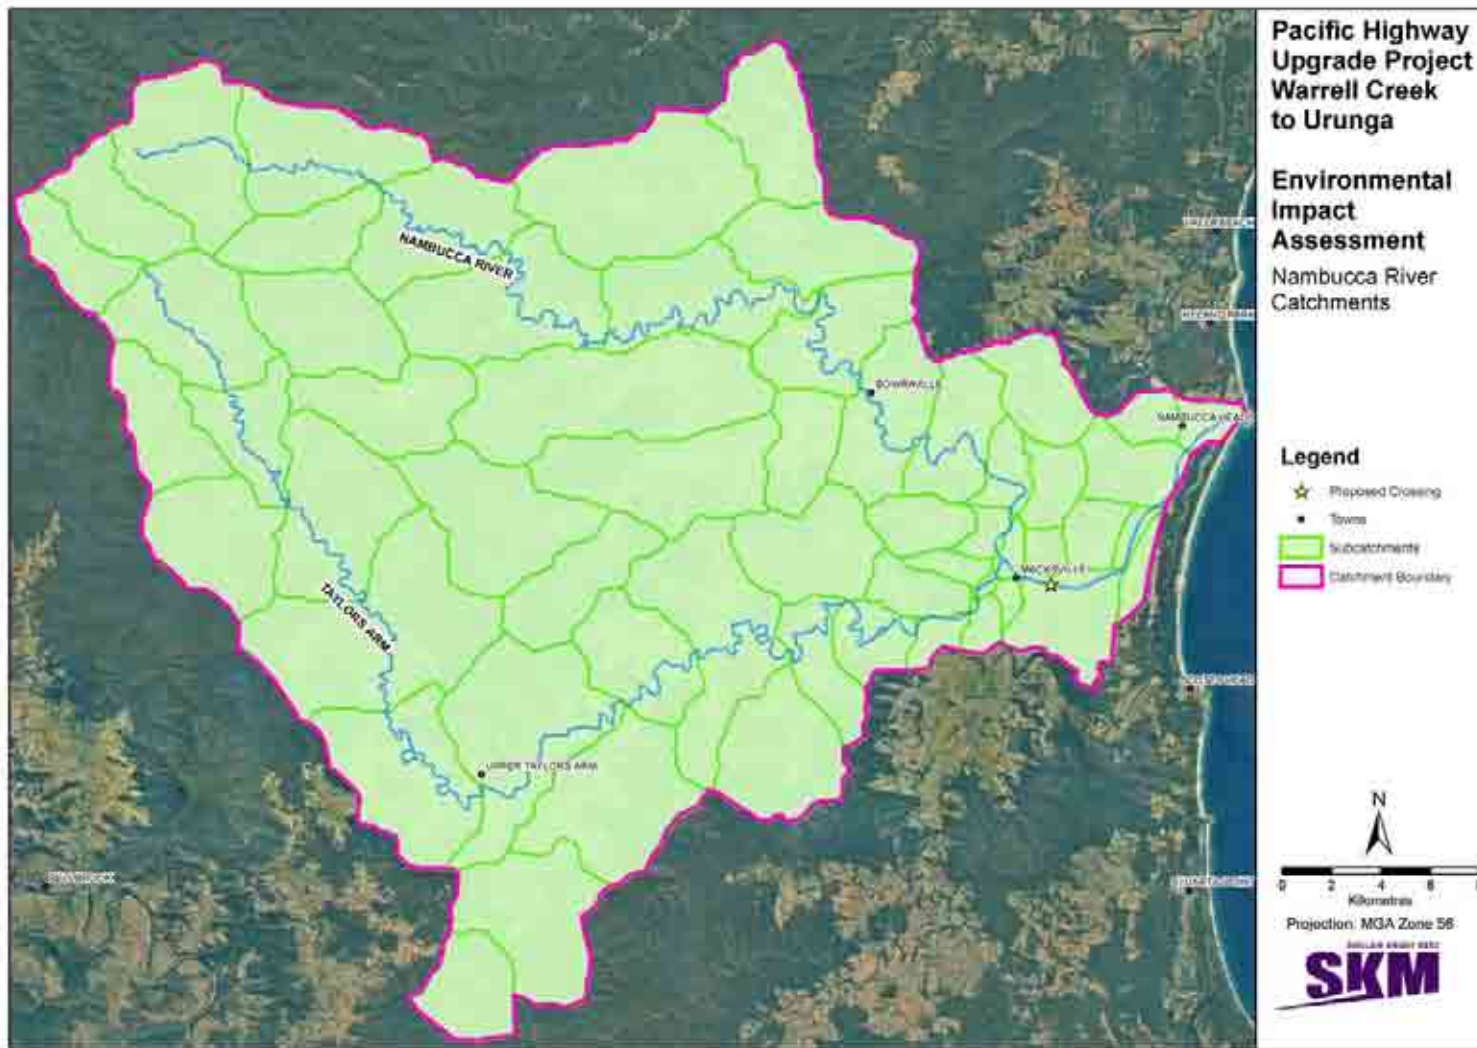 Pacific Highway
Upgrade Project
Warrell Creek
to Urunga
Environmental
Impact
Assessment
Nambucca River
Catchments
NAMBUCCA RIVER
BOWRAVILLE
NAMBUCCA HEADS
MACKSVILLE
TAYLORS ARM
UPPER TAYLORS ARM
Legend
Proposed Crossing
Towns
Subcatchments
Catchment Boundary
N
0 2 4 6
Kilometres
Projection: MGA Zone 56
SKM